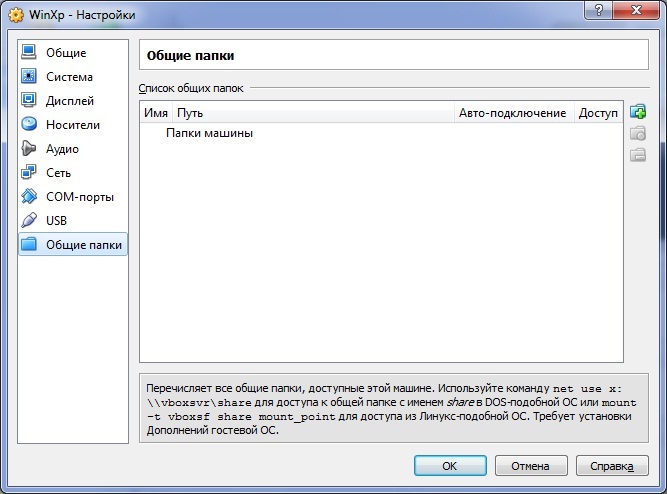 WinXp - Настройки
Общие
Система
Дисплей
Носители
Аудио
Сеть
COM-порты
USB
Общие папки
Общие папки
Список общих папок
Имя Путь Авто-подключение Доступ
Папки машины
Перечисляет все общие папки, доступные этой машине. Используйте команду net use x:
\\vboxsvr\share для доступа к общей папке с именем share в DOS-подобной ОС или mount
-t vboxsf share mount_point для доступа из Линукс-подобной ОС. Требует установки
Дополнений гостевой ОС.
OK Отмена Справка